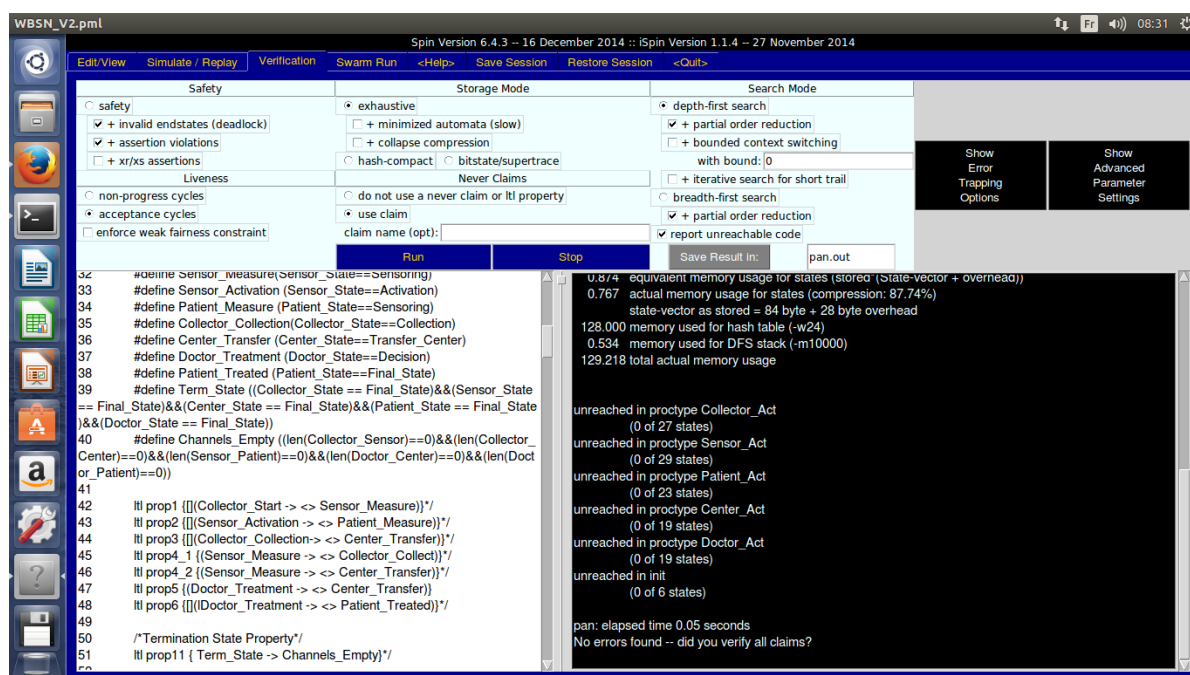 WBSN_V2.pml
Fr 08:31
Spin Version 6.4.3 -- 16 December 2014 :: iSpin Version 1.1.4 -- 27 November 2014
Edit/View Simulate / Replay Verification Swarm Run <Help> Save Session Restore Session <Quit>
Safety Storage Mode Search Mode
safety exhaustive depth-first search
+ invalid endstates (deadlock) + minimized automata (slow) + partial order reduction
+ assertion violations + collapse compression + bounded context switching
+ xr/xs assertions hash-compact bitstate/supertrace with bound: 0
Liveness Never Claims + iterative search for short trail
non-progress cycles do not use a never claim or ltl property breadth-first search
acceptance cycles use claim + partial order reduction
enforce weak fairness constraint claim name (opt): report unreachable code
Run Stop Save Result in: pan.out
Show
Error
Trapping
Options
Show
Advanced
Parameter
Settings
32 #define Sensor_Measure(Sensor_State==Sensoring)
33 #define Sensor_Activation (Sensor_State==Activation)
34 #define Patient_Measure (Patient_State==Sensoring)
35 #define Collector_Collection(Collector_State==Collection)
36 #define Center_Transfer (Center_State==Transfer_Center)
37 #define Doctor_Treatment (Doctor_State==Decision)
38 #define Patient_Treated (Patient_State==Final_State)
39 #define Term_State ((Collector_State == Final_State)&&(Sensor_State
== Final_State)&&(Center_State == Final_State)&&(Patient_State == Final_State
)&&(Doctor_State == Final_State))
40 #define Channels_Empty ((len(Collector_Sensor)==0)&&(len(Collector_
Center)==0)&&(len(Sensor_Patient)==0)&&(len(Doctor_Center)==0)&&(len(Doct
or_Patient)==0))
41
42 ltl prop1 {[](Collector_Start -> <> Sensor_Measure)}*/
43 ltl prop2 {[](Sensor_Activation -> <> Patient_Measure)}*/
44 ltl prop3 {[](Collector_Collection-> <> Center_Transfer)}*/
45 ltl prop4_1 {(Sensor_Measure -> <> Collector_Collect)}*/
46 ltl prop4_2 {(Sensor_Measure -> <> Center_Transfer)}*/
47 ltl prop5 {(Doctor_Treatment -> <> Center_Transfer)}
48 ltl prop6 {[](lDoctor_Treatment -> <> Patient_Treated)}*/
49
50 /*Termination State Property*/
51 ltl prop11 { Term_State -> Channels_Empty}*/
0.874 equivalent memory usage for states (stored*(State-vector + overhead))
0.767 actual memory usage for states (compression: 87.74%)
state-vector as stored = 84 byte + 28 byte overhead
128.000 memory used for hash table (-w24)
0.534 memory used for DFS stack (-m10000)
129.218 total actual memory usage
unreached in proctype Collector_Act
(0 of 27 states)
unreached in proctype Sensor_Act
(0 of 29 states)
unreached in proctype Patient_Act
(0 of 23 states)
unreached in proctype Center_Act
(0 of 19 states)
unreached in proctype Doctor_Act
(0 of 19 states)
unreached in init
(0 of 6 states)
pan: elapsed time 0.05 seconds
No errors found -- did you verify all claims?